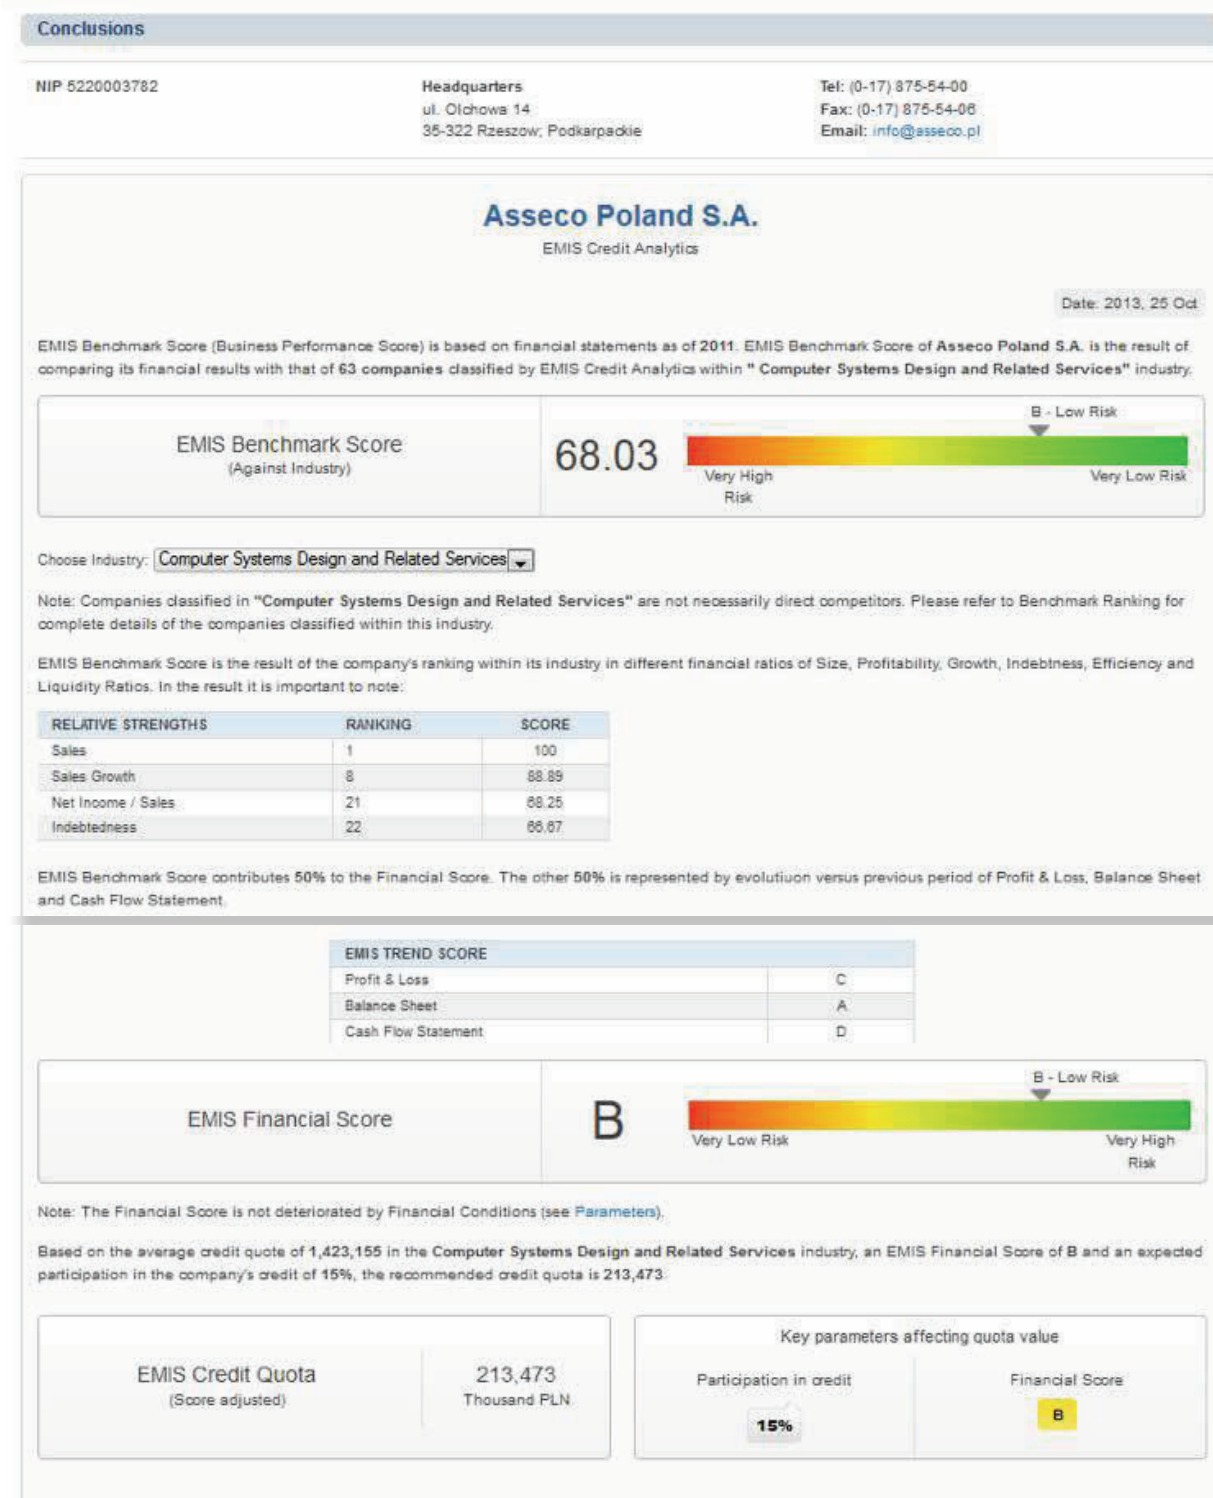 Conclusions
NIP 5220003782
Headquarters
ul. Olchowa 14
35-322 Rzeszow; Podkarpackie
Tel: (0-17) 875-54-00
Fax: (0-17) 875-54-06
Email: info@asseco.pl
Asseco Poland S.A.
EMIS Credit Analytics
Date: 2013, 25 Oct
EMIS Benchmark Score (Business Performance Score) is based on financial statements as of 2011. EMIS Benchmark Score of Asseco Poland S.A. is the result of
comparing its financial results with that of 63 companies classified by EMIS Credit Analytics within " Computer Systems Design and Related Services" industry.
EMIS Benchmark Score
(Against Industry)
68.03
B - Low Risk
Very High
Risk
Very Low Risk
Choose Industry: Computer Systems Design and Related Services
Note: Companies classified in "Computer Systems Design and Related Services" are not necessarily direct competitors. Please refer to Benchmark Ranking for
complete details of the companies classified within this industry.
EMIS Benchmark Score is the result of the company's ranking within its industry in different financial ratios of Size, Profitability, Growth, Indebtness, Efficiency and
Liquidity Ratios. In the result it is important to note:
RELATIVE STRENGTHS RANKING SCORE
Sales 1 100
Sales Growth 8 88.89
Net Income / Sales 21 68.25
Indebtedness 22 66.67
EMIS Benchmark Score contributes 50% to the Financial Score. The other 50% is represented by evolutiuon versus previous period of Profit & Loss, Balance Sheet
and Cash Flow Statement.
EMIS TREND SCORE
Profit & Loss C
Balance Sheet A
Cash Flow Statement D
EMIS Financial Score
B
B - Low Risk
Very Low Risk
Very High
Risk
Note: The Financial Score is not deteriorated by Financial Conditions (see Parameters).
Based on the average credit quote of 1,423,155 in the Computer Systems Design and Related Services industry, an EMIS Financial Score of B and an expected
participation in the company's credit of 15%, the recommended credit quota is 213,473
EMIS Credit Quota
(Score adjusted)
213,473
Thousand PLN
Key parameters affecting quota value
Participation in credit
15%
Financial Score
B